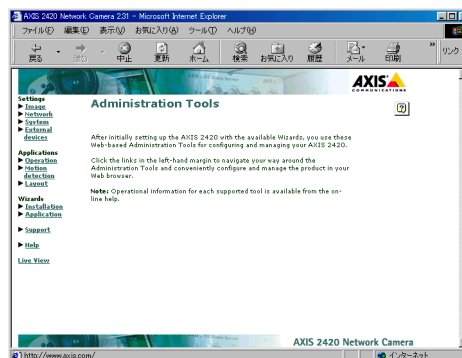 AXIS 2420 Network Camera 2.31 - Microsoft Internet Explorer
ファイル(F) 編集(E) 表示(V) お気に入り(A) ツール(T) ヘルプ(H)
戻る 進む 中止 更新 ホーム 検索 お気に入り 履歴 メール 印刷 » リンク
AXIS
COMMUNICATIONS
Administration Tools
Settings
Image
Network
System
External
devices
Applications
Operation
Motion
detection
Layout
Wizards
Installation
Application
Support
Help
Live View
After initially setting up the AXIS 2420 with the available Wizards, you use these
Web-based Administration Tools for configuring and managing your AXIS 2420.
Click the links in the left-hand margin to navigate your way around the
Administration Tools and conveniently configure and manage the product in your
Web browser.
Note: Operational information for each supported tool is available from the on-
line help.
AXIS 2420 Network Camera
http://www.axis.com/ インターネット